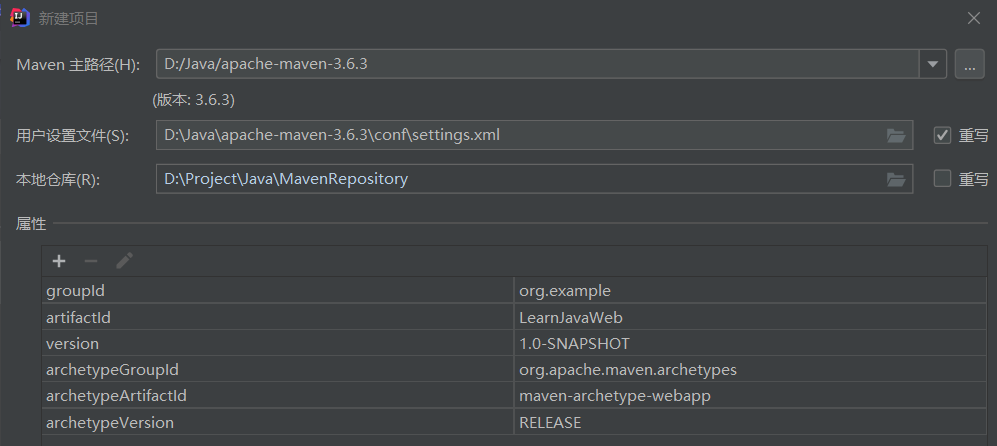 新建项目
Maven 主路径(H): D:/Java/apache-maven-3.6.3 ...
(版本: 3.6.3)
用户设置文件(S): D:\Java\apache-maven-3.6.3\conf\settings.xml 重写
本地仓库(R): D:\Project\Java\MavenRepository 重写
属性
groupId org.example
artifactId LearnJavaWeb
version 1.0-SNAPSHOT
archetypeGroupId org.apache.maven.archetypes
archetypeArtifactId maven-archetype-webapp
archetypeVersion RELEASE